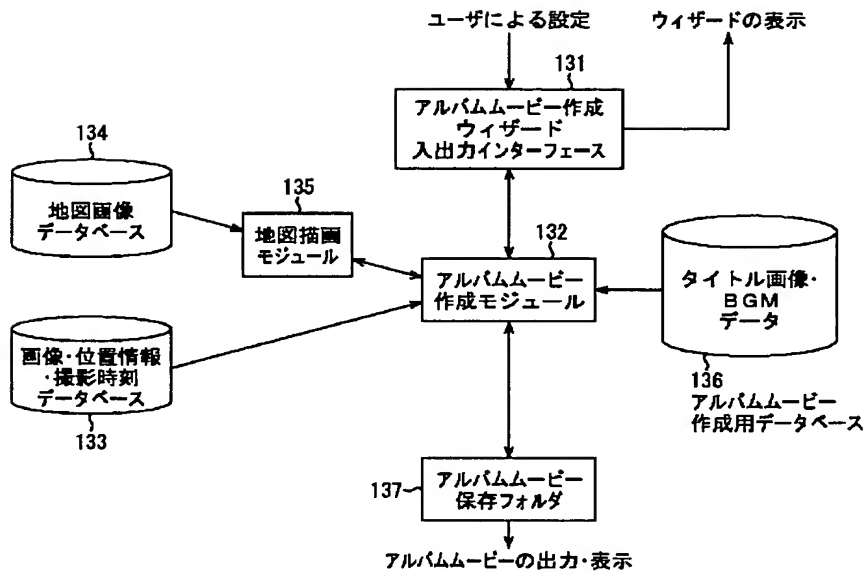 ユーザによる設定
ウィザードの表示
131
アルバムムービー作成
ウィザード
入出力インターフェース
134
地図画像
データベース
135
地図描画
モジュール
132
アルバムムービー
作成モジュール
タイトル画像・
BGM
データ
136
アルバムムービー
作成用データベース
画像・位置情報
・撮影時刻
データベース
133
137
アルバムムービー
保存フォルダ
アルバムムービーの出力・表示